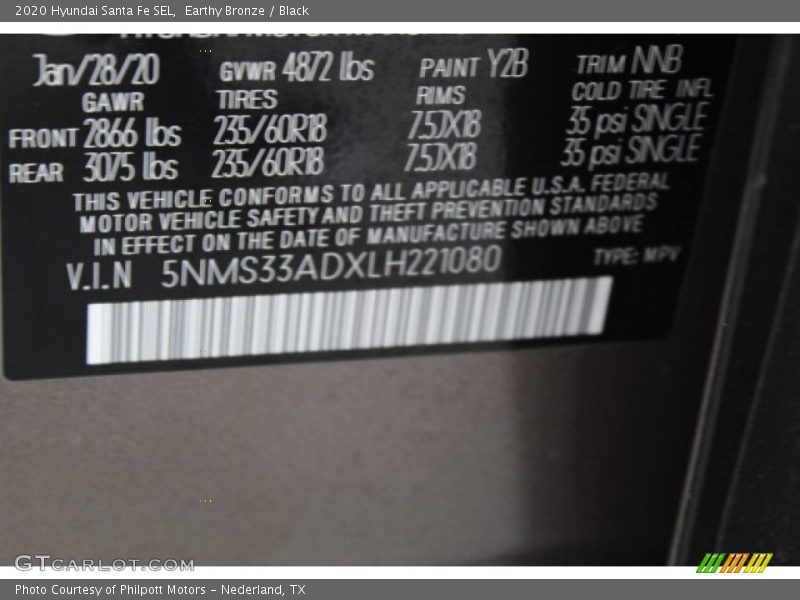 2020 Hyundai Santa Fe SEL, Earthy Bronze / Black
Jan/28/20 GVWR 4872 lbs PAINT Y2B TRIM NNB
GAWR TIRES RIMS COLD TIRE INFL
FRONT 2866 lbs 235/60R18 7.5JX18 35 psi SINGLE
REAR 3075 lbs 235/60R18 7.5JX18 35 psi SINGLE
THIS VEHICLE CONFORMS TO ALL APPLICABLE U.S.A. FEDERAL
MOTOR VEHICLE SAFETY AND THEFT PREVENTION STANDARDS
IN EFFECT ON THE DATE OF MANUFACTURE SHOWN ABOVE
V.I.N 5NMS33ADXLH221080 TYPE: MPV
GTCARLOT.COM
Photo Courtesy of Philpott Motors - Nederland, TX